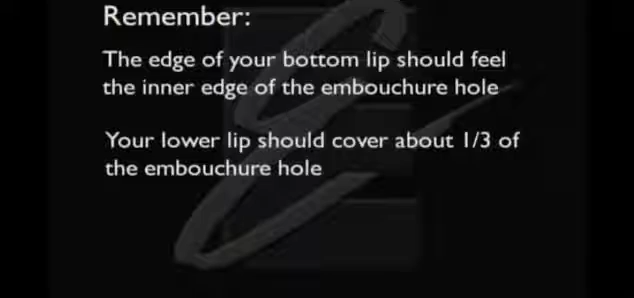 Remember:
The edge of your bottom lip should feel
the inner edge of the embouchure hole
Your lower lip should cover about 1/3 of
the embouchure hole